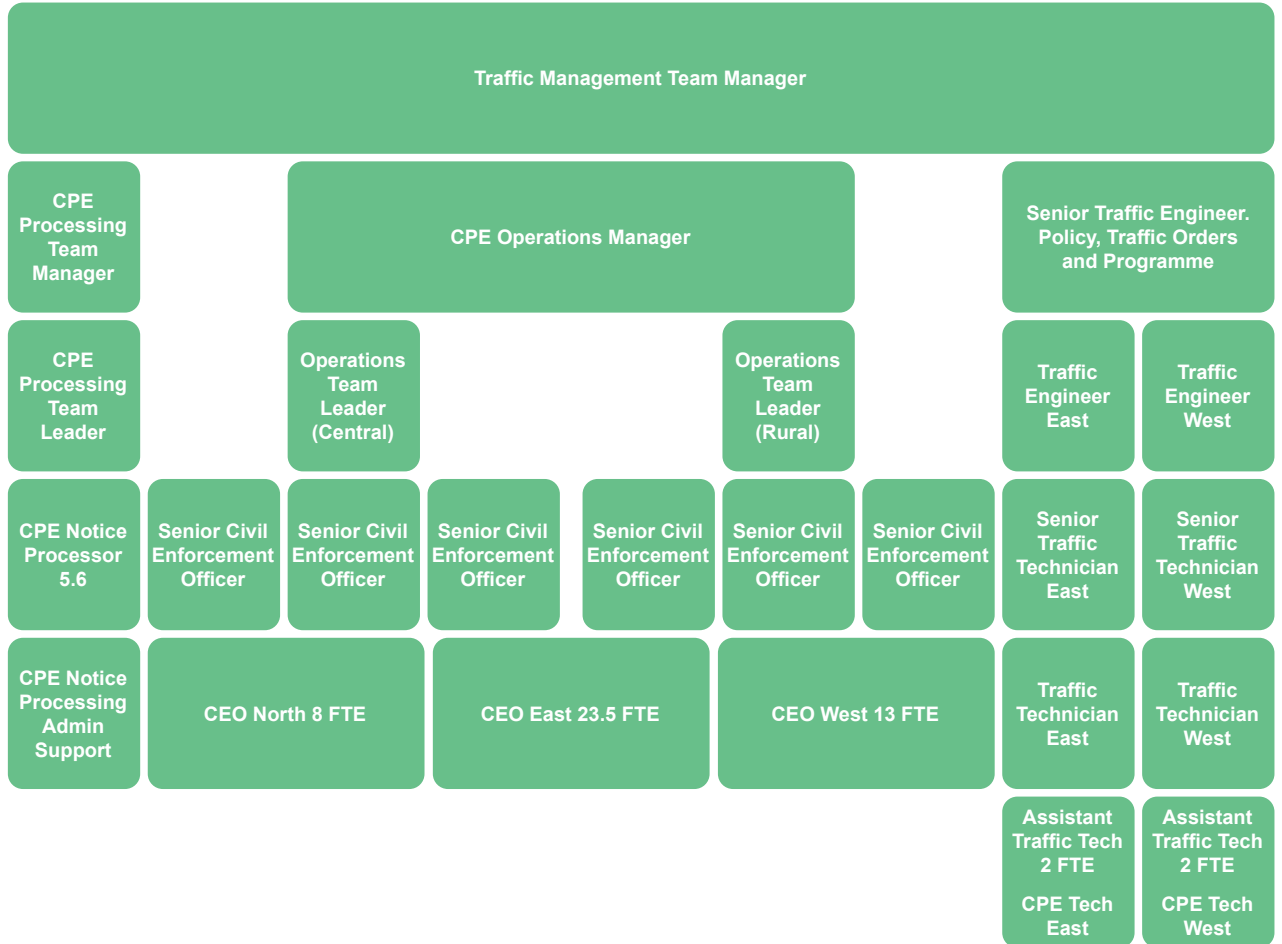 Traffic Management Team Manager
CPE
Processing
Team
Manager
CPE Operations Manager
Senior Traffic Engineer.
Policy, Traffic Orders
and Programme
CPE
Processing
Team
Leader
Operations
Team
Leader
(Central)
Operations
Team
Leader
(Rural)
Traffic
Engineer
East
Traffic
Engineer
West
CPE Notice
Processor
5.6
Senior Civil
Enforcement
Officer
Senior Civil
Enforcement
Officer
Senior Civil
Enforcement
Officer
Senior Civil
Enforcement
Officer
Senior Civil
Enforcement
Officer
Senior Civil
Enforcement
Officer
Senior
Traffic
Technician
East
Senior
Traffic
Technician
West
CPE Notice
Processing
Admin
Support
CEO North 8 FTE
CEO East 23.5 FTE
CEO West 13 FTE
Traffic
Technician
East
Traffic
Technician
West
Assistant
Traffic Tech
2 FTE
CPE Tech
East
Assistant
Traffic Tech
2 FTE
CPE Tech
West